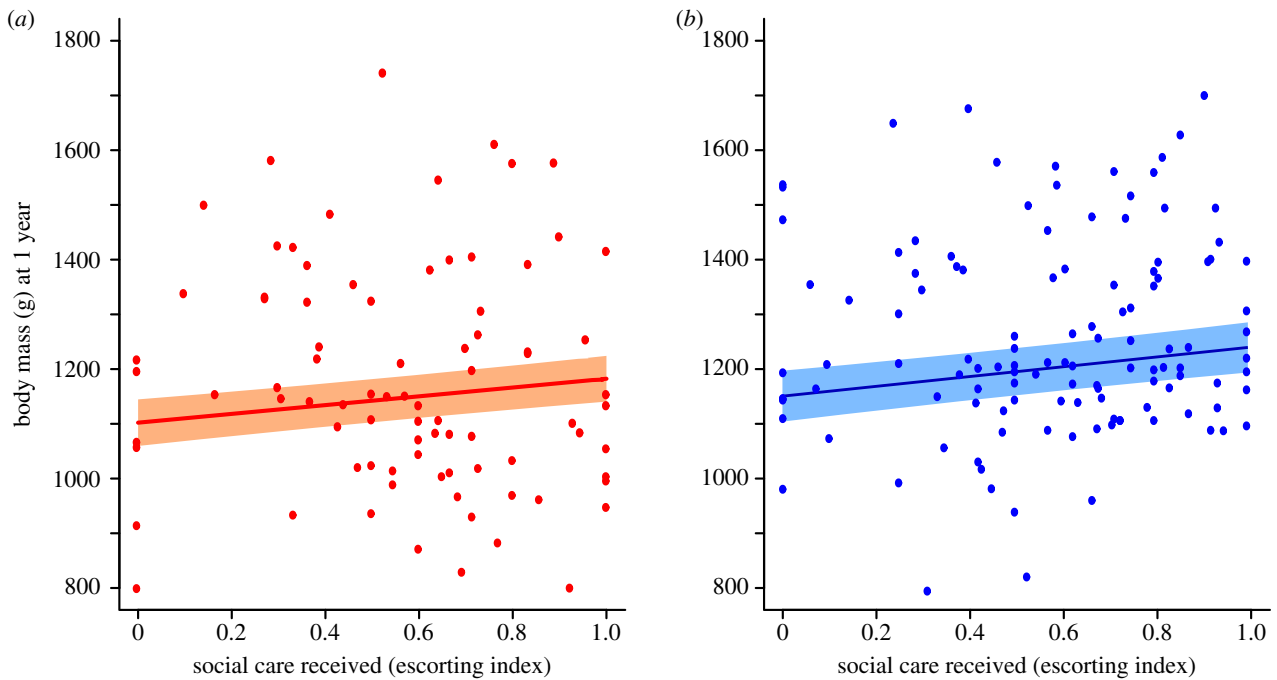 (a)
(b)
body mass (g) at 1 year
1800
1600
1400
1200
1000
800
0 0.2 0.4 0.6 0.8 1.0
social care received (escorting index)
1800
1600
1400
1200
1000
800
0 0.2 0.4 0.6 0.8 1.0
social care received (escorting index)